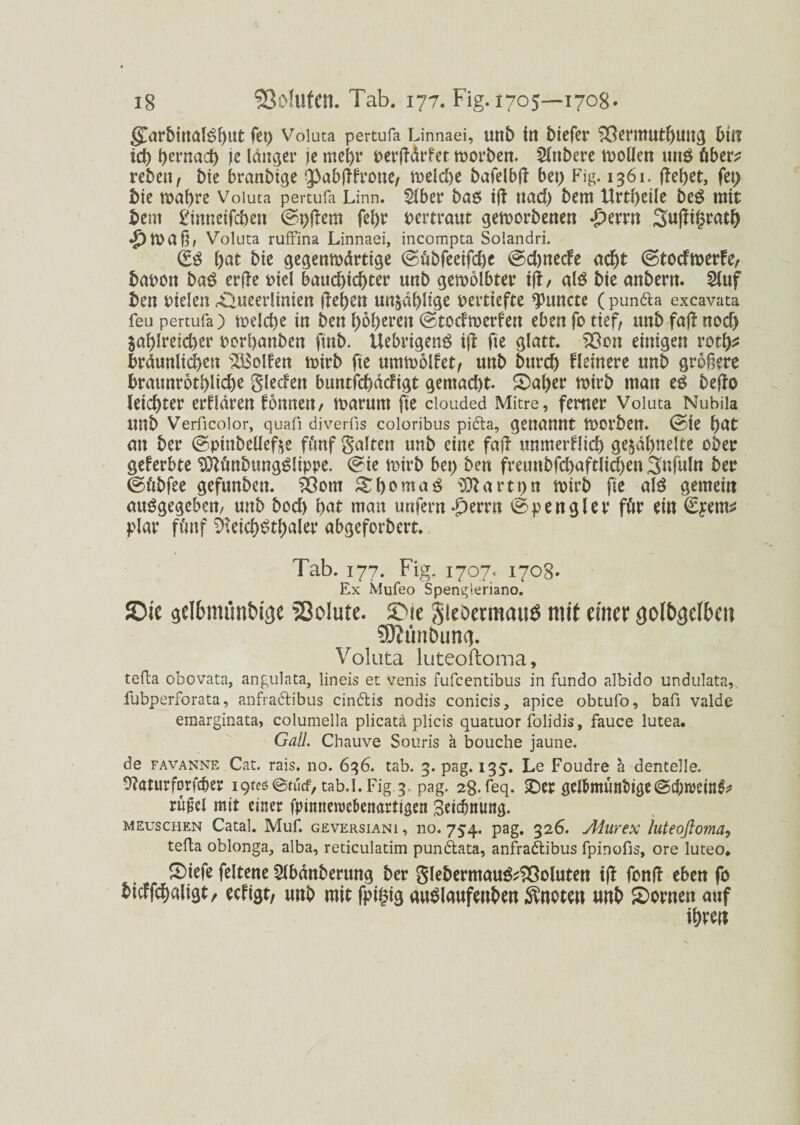 18 Voluten. Tab. 177. Fig. 1705—1708.
Cardinalshut sey Voluta pertusa Linnaei, und in dieser Vermuthung bin
ich hernach je länger je mehr verstärket worden. Andere wollen uns über-
reden, die brandige Pabstkrone, welche daselbst bey Fig. 1361. stehet, sey
die wahre Voluta pertusa Linn. Aber das ist nach dem Urtheile des mit
dem Linneischen System sehr vertraut gewordenen Herrn Justitzrath
Hwaß, Voluta ruffina Linnaei, incompta Solandri.
Es hat die gegenwärtige Südseeische Schnecke acht Stockwerke,
davon das erste viel bauchichter und gewölbter ist, als die andern. Auf
den vielen Queerlinien stehen unzählige vertiefte Puncte (puncta excavata
seu pertusa) welche in den höheren Stockwerken eben so tief, und fast noch
zahlreicher vorhanden sind. Uebrigens ist sie glatt. Von einigen roth-
bräunlichen Wolken wird sie umwölket, und durch kleinere und größere
braunröthliche Flecken buntschäckigt gemacht. Daher wird man es desto
leichter erklären können, warum sie clouded Mitre, ferner Voluta Nubila
und Versicolor, quasi diversis coloribus picta, genannt worden. Sie hat
an der Spindellefze fünf Falten und eine fast unmerklich gezähnelte oder
gekerbte Mündungslippe. Sie wird bey den freundschaftlichen Insuln der
Südsee gefunden. Vom Thomas Martyn wird sie als gemein
ausgegeben, und doch hat man unsern Herrn Spengler für ein Exem-
plar fünf Reichsthaler abgefordert.
Tab. 177. Fig. 1707. 1708.
Ex Museo Spengleriano.
Die gelbmündige Volute. Die Fledermaus mit einer goldgelben
Mündung.
Voluta luteostoma,
testa obovata, angulata, lineis et venis fuscentibus in fundo albido undulata,
subperforata, anfractibus cinctis nodis conicis, apice obtuso, basi valde
emarginata, columella plicata plicis quatuor solidis, fauce lutea.
Gall. Chauve Souris à bouche jaune.
de FAVANNE Cat. rais. no. 636. tab. 3. pag. 135. Le Foudre à dentelle.
Naturforscher 19tes Stück, tab. I. Fig. 3. pag. 28. seq. Der gelbmündige Schweins-
rüßel mit einer spinnewebenartigen Zeichnung.
MEUSCHEN Catal. Mus. GEVERSIANI, no. 754. pag. 326. Murex luteostoma,
testa oblonga, alba, reticulatim punctata, anfractibus spinosis, ore luteo.
Diese seltene Abänderung der Fledermaus-Voluten ist sonst eben so
dickschaligt, eckigt, und mit spitzig auslaufenden Knoten und Dornen auf
ihren